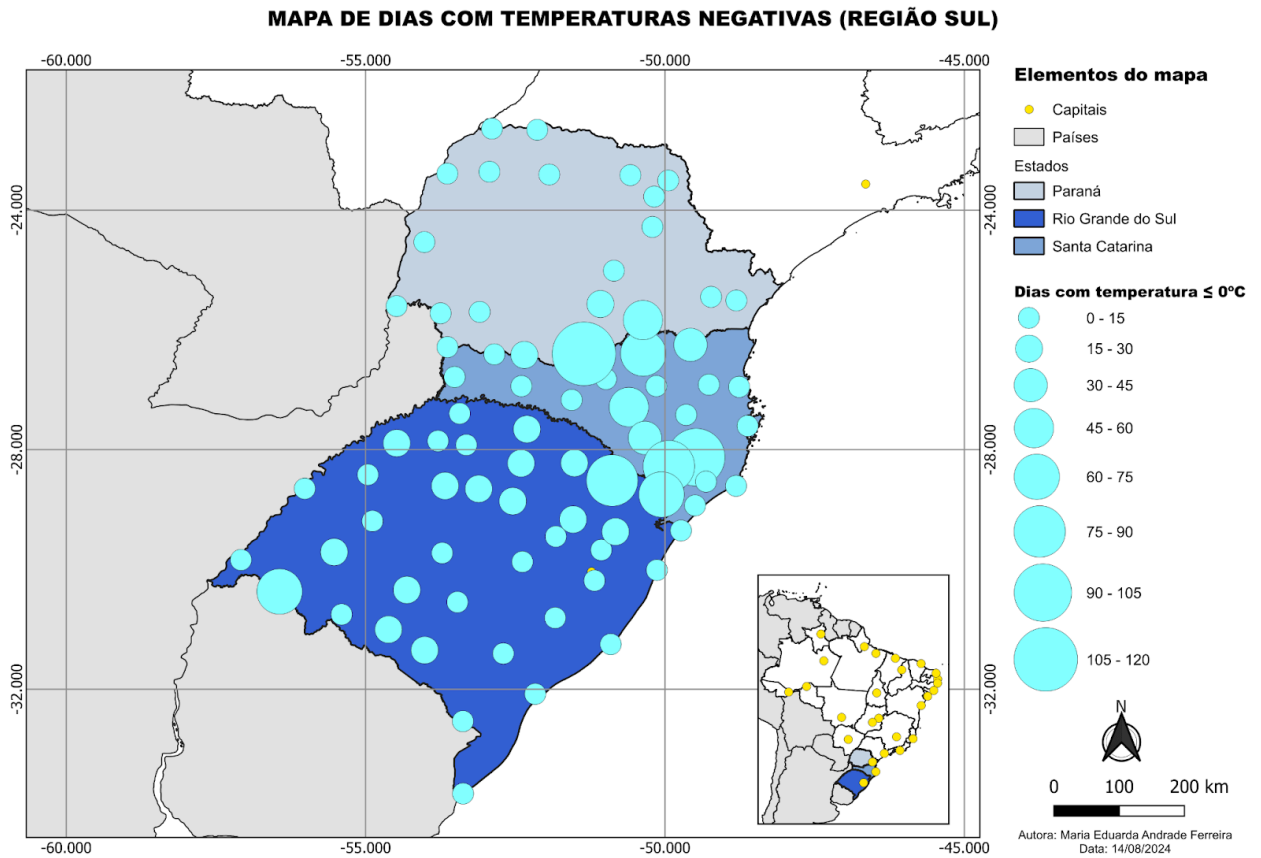 MAPA DE DIAS COM TEMPERATURAS NEGATIVAS (REGIÃO SUL)
-60.000 -55.000 -50.000 -45.000
-24.000 -24.000
-28.000 -28.000
-32.000 -32.000
-60.000 -55.000 -50.000 -45.000
Elementos do mapa
Capitais
Países
Estados
Paraná
Rio Grande do Sul
Santa Catarina
Dias com temperatura ≤ 0ºC
0 - 15
15 - 30
30 - 45
45 - 60
60 - 75
75 - 90
90 - 105
105 - 120
N
0 100 200 km
Autora: Maria Eduarda Andrade Ferreira
Data: 14/08/2024